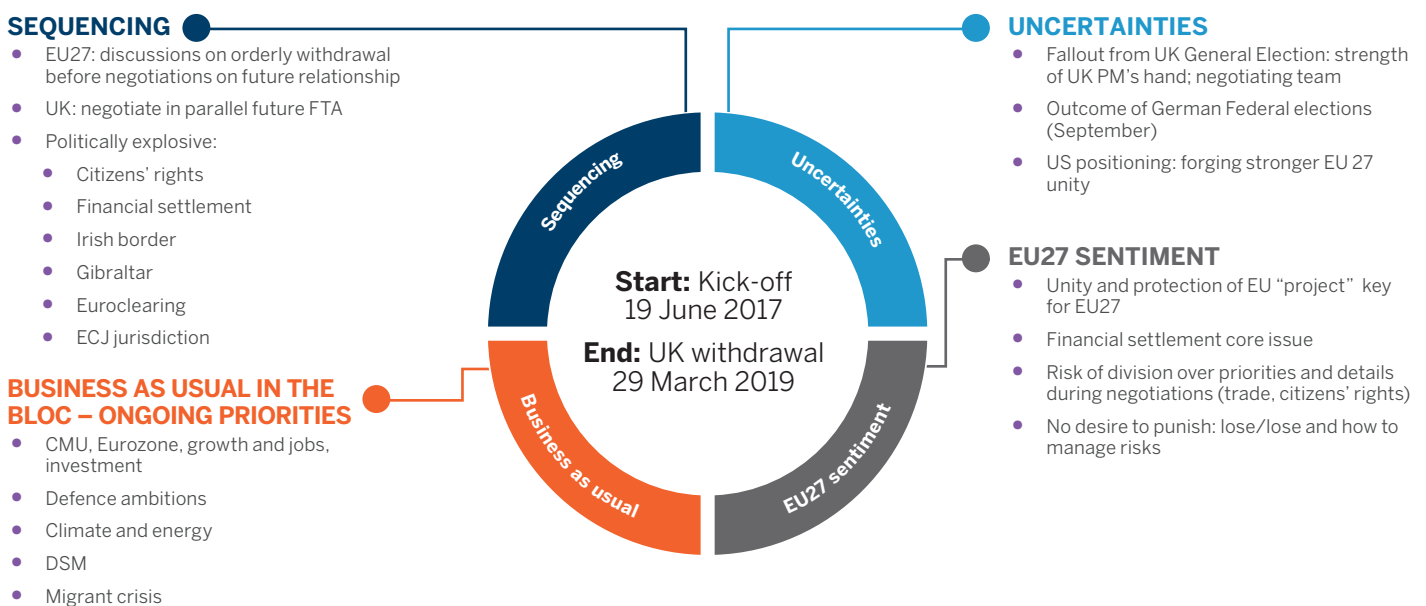 SEQUENCING
• EU27: discussions on orderly withdrawal
before negotiations on future relationship
• UK: negotiate in parallel future FTA
• Politically explosive:
• Citizens' rights
• Financial settlement
• Irish border
• Gibraltar
• Euroclearing
• ECJ jurisdiction
BUSINESS AS USUAL IN THE
BLOC – ONGOING PRIORITIES
• CMU, Eurozone, growth and jobs,
investment
• Defence ambitions
• Climate and energy
• DSM
• Migrant crisis
Sequencing
Uncertainties
Start: Kick-off
19 June 2017
End: UK withdrawal
29 March 2019
Business as usual
EU27 sentiment
UNCERTAINTIES
• Fallout from UK General Election: strength
of UK PM's hand; negotiating team
• Outcome of German Federal elections
(September)
• US positioning: forging stronger EU 27
unity
EU27 SENTIMENT
• Unity and protection of EU “project” key
for EU27
• Financial settlement core issue
• Risk of division over priorities and details
during negotiations (trade, citizens' rights)
• No desire to punish: lose/lose and how to
manage risks